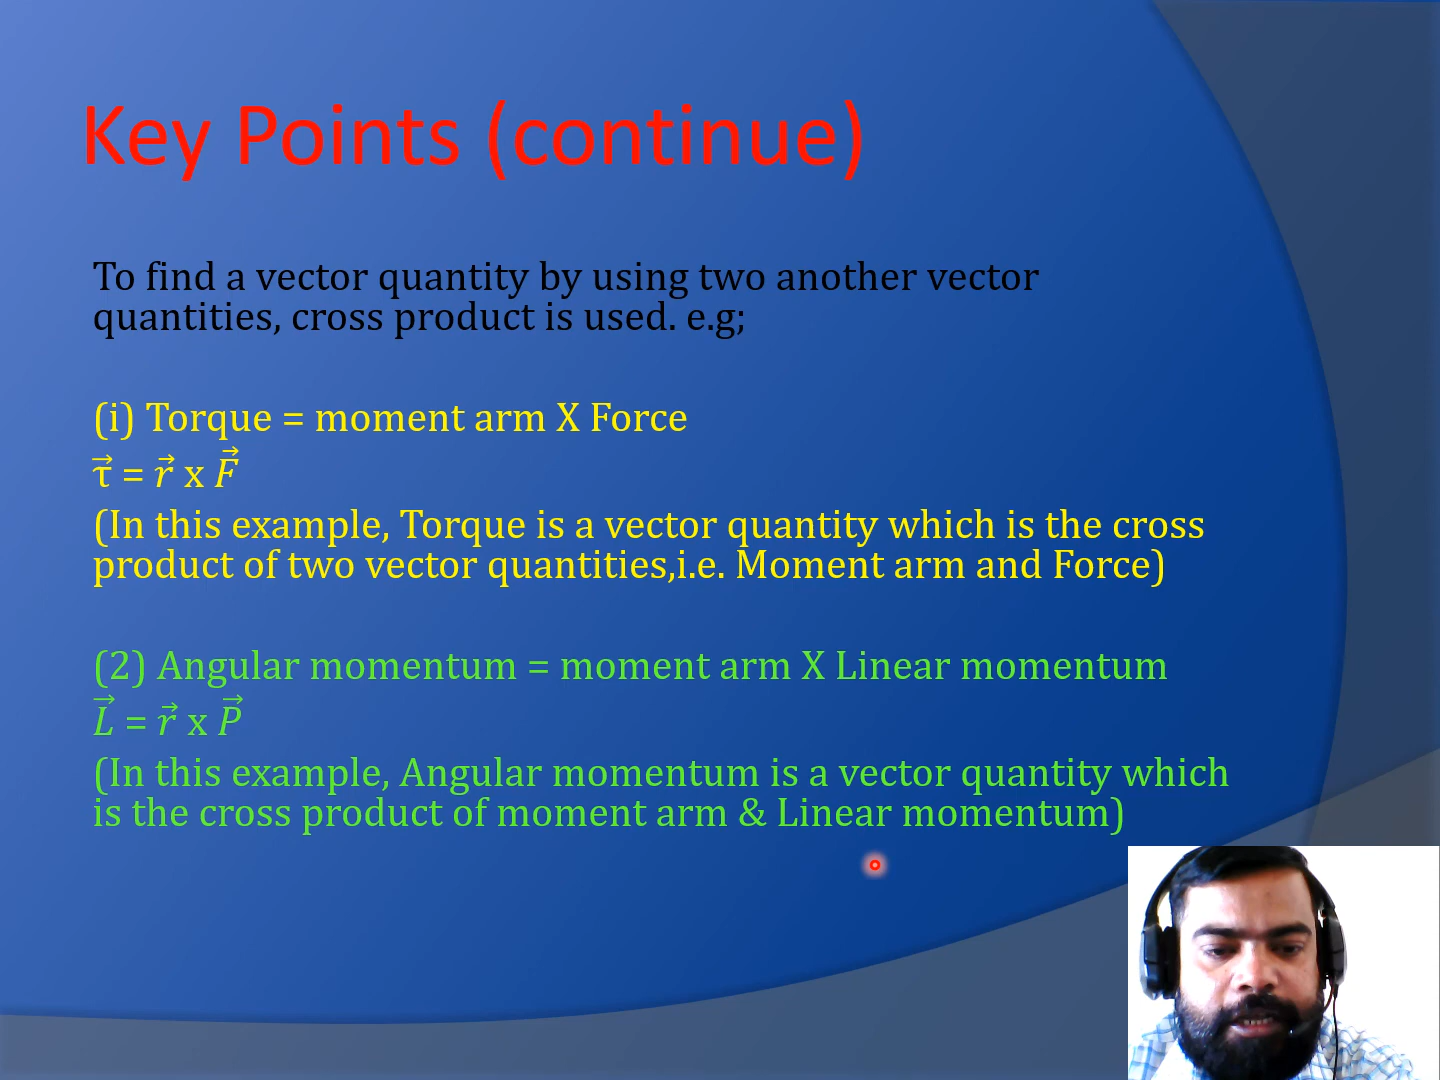 Key Points (continue)
To find a vector quantity by using two another vector
quantities, cross product is used. e.g;
(i) Torque = moment arm X Force
τ⃗ = r⃗ x F⃗
(In this example, Torque is a vector quantity which is the cross
product of two vector quantities,i.e. Moment arm and Force)
(2) Angular momentum = moment arm X Linear momentum
L⃗ = r⃗ x P⃗
(In this example, Angular momentum is a vector quantity which
is the cross product of moment arm & Linear momentum)